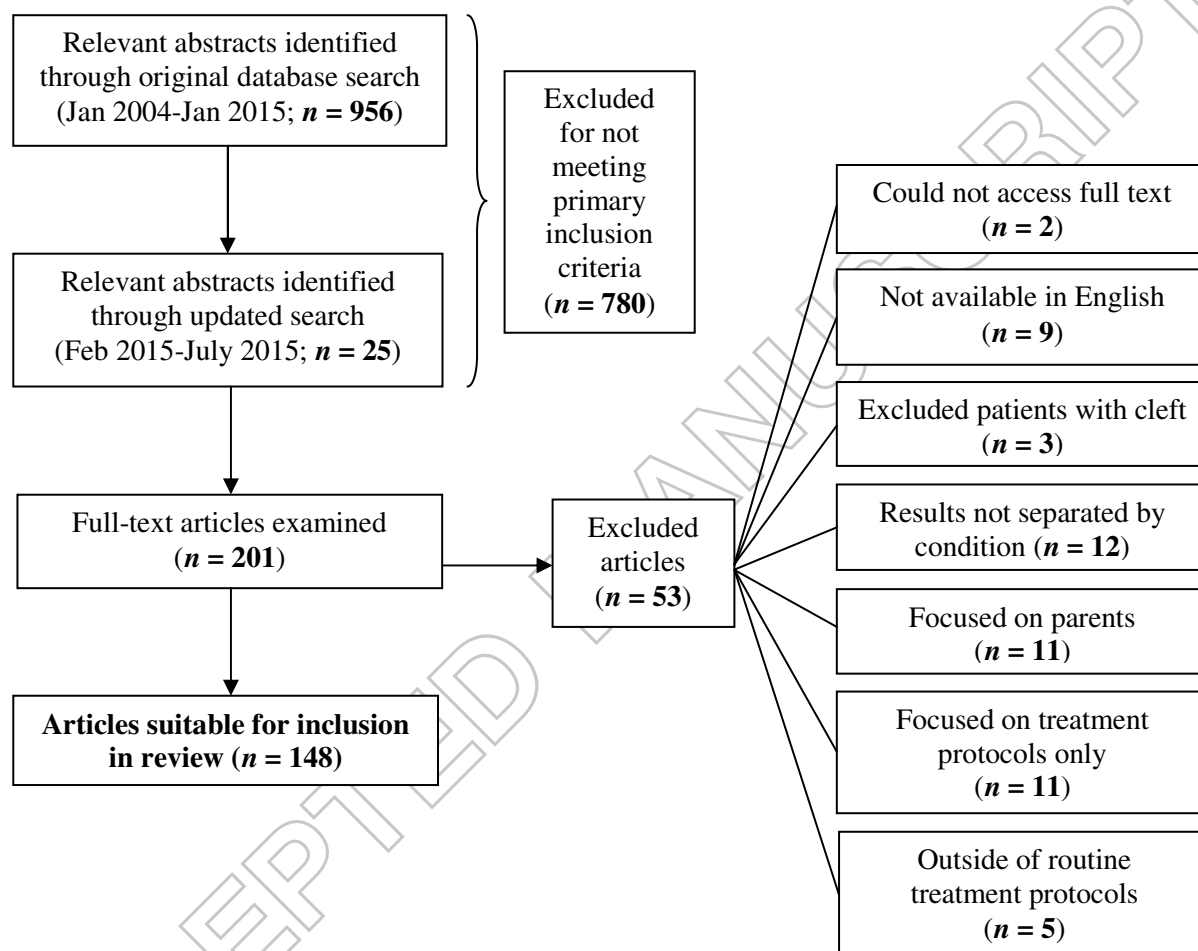 Relevant abstracts identified
through original database search
(Jan 2004-Jan 2015; n = 956)
Excluded
for not
meeting
primary
inclusion
criteria
(n = 780)
Relevant abstracts identified
through updated search
(Feb 2015-July 2015; n = 25)
Full-text articles examined
(n = 201)
Excluded
articles
(n = 53)
Articles suitable for inclusion
in review (n = 148)
Could not access full text
(n = 2)
Not available in English
(n = 9)
Excluded patients with cleft
(n = 3)
Results not separated by
condition (n = 12)
Focused on parents
(n = 11)
Focused on treatment
protocols only
(n = 11)
Outside of routine
treatment protocols
(n = 5)
EPTED MANUSCRIPT